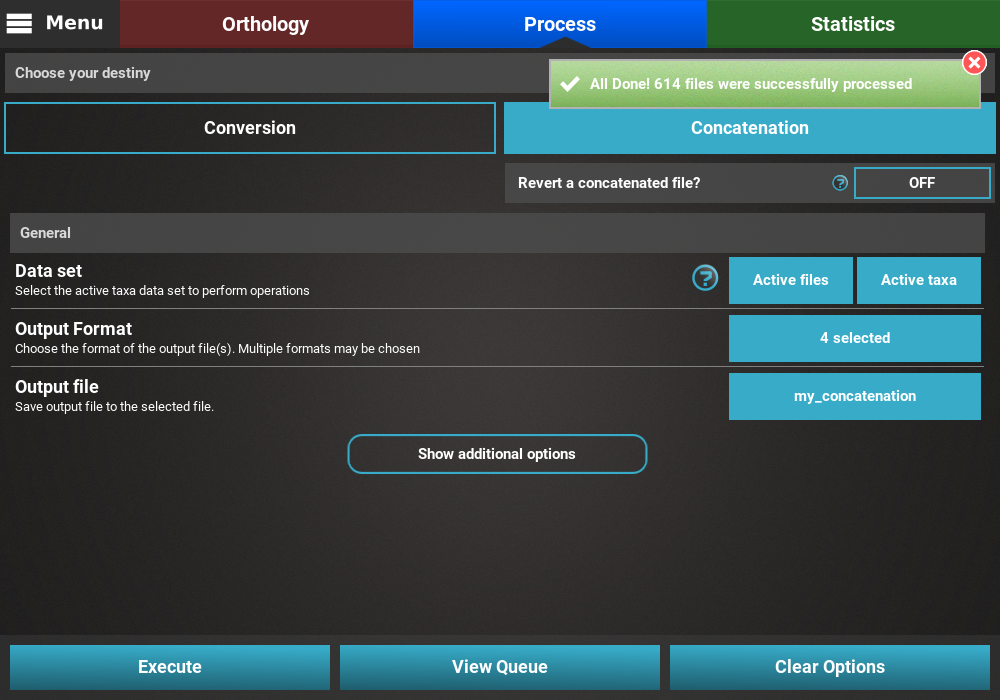 Menu
Orthology
Process
Statistics
Choose your destiny
All Done! 614 files were successfully processed
Conversion
Concatenation
Revert a concatenated file?
?
OFF
General
Data set
Select the active taxa data set to perform operations
?
Active files
Active taxa
Output Format
Choose the format of the output file(s). Multiple formats may be chosen
4 selected
Output file
Save output file to the selected file.
my_concatenation
Show additional options
Execute
View Queue
Clear Options